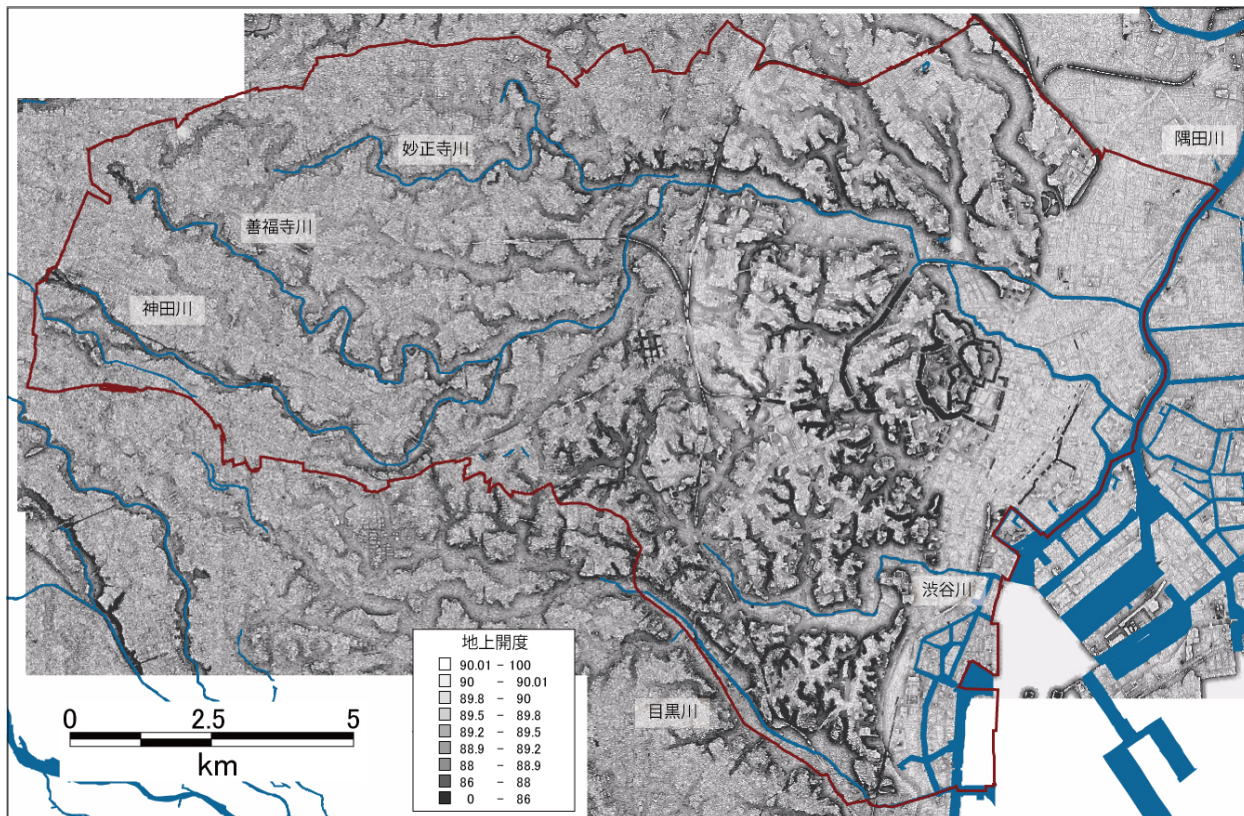 隅田川
妙正寺川
善福寺川
神田川
渋谷川
目黒川
地上開度
90.01 - 100
90 - 90.01
89.8 - 90
89.5 - 89.8
89.2 - 89.5
88.9 - 89.2
88 - 88.9
86 - 88
0 - 86
0 2.5 5
km